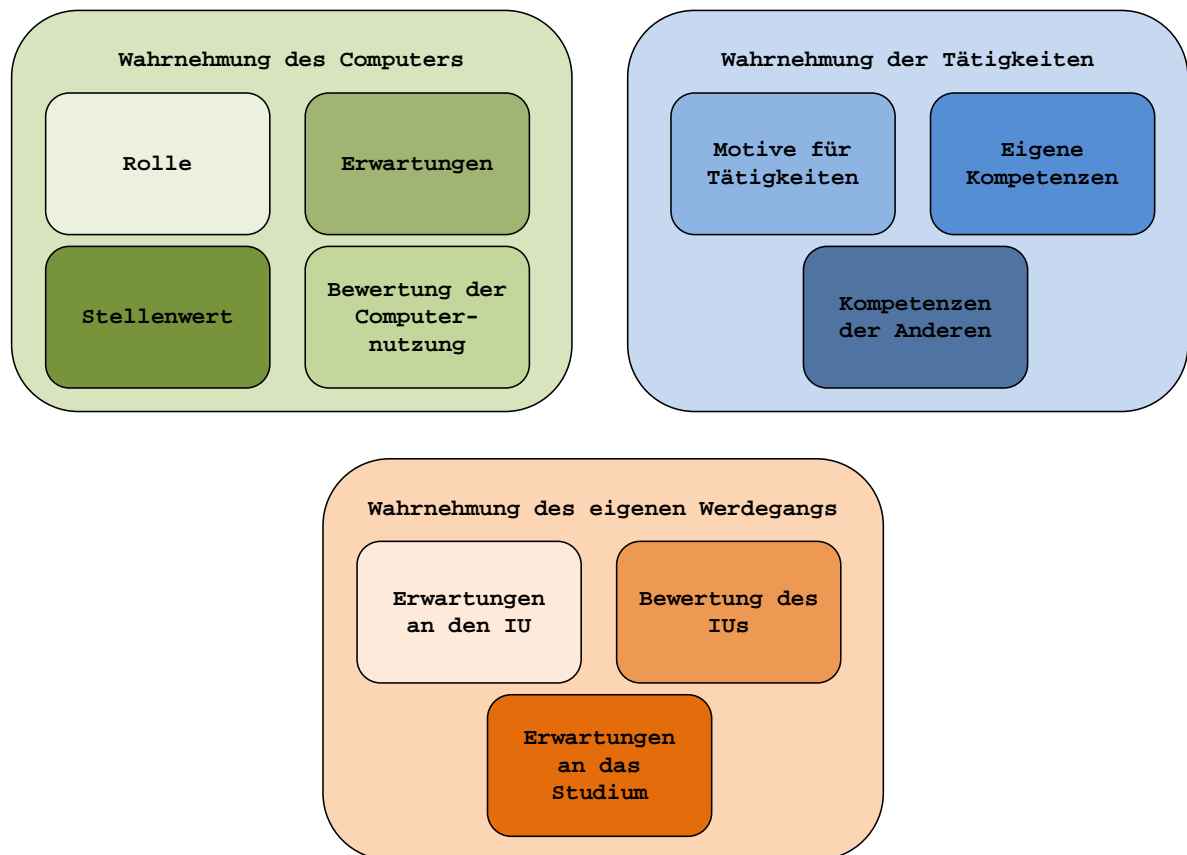 Wahrnehmung des Computers
Rolle
Erwartungen
Stellenwert
Bewertung der
Computer-
nutzung
Wahrnehmung der Tätigkeiten
Motive für
Tätigkeiten
Eigene
Kompetenzen
Kompetenzen
der Anderen
Wahrnehmung des eigenen Werdegangs
Erwartungen
an den IU
Bewertung des
IUs
Erwartungen
an das
Studium